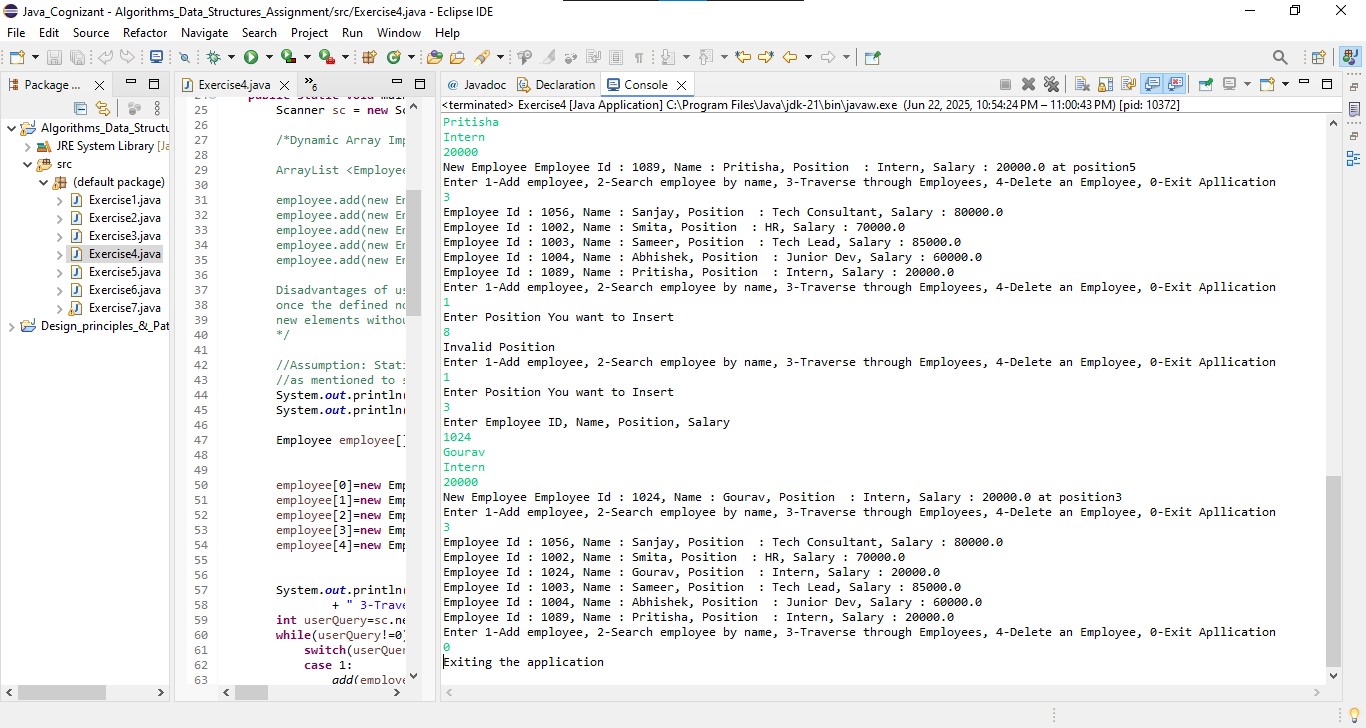 Java_Cognizant - Algorithms_Data_Structures_Assignment/src/Exercise4.java - Eclipse IDE
File Edit Source Refactor Navigate Search Project Run Window Help
Package ...
Algorithms_Data_Structu
JRE System Library [Ja
src
(default package)
Exercise1.java
Exercise2.java
Exercise3.java
Exercise4.java
Exercise5.java
Exercise6.java
Exercise7.java
Design_principles_&_Pat
Exercise4.java
»6
25 Scanner sc = new Sc
26
27 /*Dynamic Array Imp
28
29 ArrayList <Employee
30
31 employee.add(new Em
32 employee.add(new Em
33 employee.add(new Em
34 employee.add(new Em
35 employee.add(new Em
36
37 Disadvantages of us
38 once the defined no
39 new elements withou
40 */
41
42 //Assumption: Stati
43 //as mentioned to s
44 System.out.println(
45 System.out.println(
46
47 Employee employee[]
48
49
50 employee[0]=new Emp
51 employee[1]=new Emp
52 employee[2]=new Emp
53 employee[3]=new Emp
54 employee[4]=new Emp
55
56
57 System.out.println(
58 + " 3-Trave
59 int userQuery=sc.ne
60 while(userQuery!=0)
61 switch(userQuer
62 case 1:
63 add(employe
@ Javadoc Declaration Console
<terminated> Exercise4 [Java Application] C:\Program Files\Java\jdk-21\bin\javaw.exe (Jun 22, 2025, 10:54:24 PM – 11:00:43 PM) [pid: 10372]
Pritisha
Intern
20000
New Employee Employee Id : 1089, Name : Pritisha, Position  : Intern, Salary : 20000.0 at position5
Enter 1-Add employee, 2-Search employee by name, 3-Traverse through Employees, 4-Delete an Employee, 0-Exit Apllication
3
Employee Id : 1056, Name : Sanjay, Position  : Tech Consultant, Salary : 80000.0
Employee Id : 1002, Name : Smita, Position  : HR, Salary : 70000.0
Employee Id : 1003, Name : Sameer, Position  : Tech Lead, Salary : 85000.0
Employee Id : 1004, Name : Abhishek, Position  : Junior Dev, Salary : 60000.0
Employee Id : 1089, Name : Pritisha, Position  : Intern, Salary : 20000.0
Enter 1-Add employee, 2-Search employee by name, 3-Traverse through Employees, 4-Delete an Employee, 0-Exit Apllication
1
Enter Position You want to Insert
8
Invalid Position
Enter 1-Add employee, 2-Search employee by name, 3-Traverse through Employees, 4-Delete an Employee, 0-Exit Apllication
1
Enter Position You want to Insert
3
Enter Employee ID, Name, Position, Salary
1024
Gourav
Intern
20000
New Employee Employee Id : 1024, Name : Gourav, Position  : Intern, Salary : 20000.0 at position3
Enter 1-Add employee, 2-Search employee by name, 3-Traverse through Employees, 4-Delete an Employee, 0-Exit Apllication
3
Employee Id : 1056, Name : Sanjay, Position  : Tech Consultant, Salary : 80000.0
Employee Id : 1002, Name : Smita, Position  : HR, Salary : 70000.0
Employee Id : 1024, Name : Gourav, Position  : Intern, Salary : 20000.0
Employee Id : 1003, Name : Sameer, Position  : Tech Lead, Salary : 85000.0
Employee Id : 1004, Name : Abhishek, Position  : Junior Dev, Salary : 60000.0
Employee Id : 1089, Name : Pritisha, Position  : Intern, Salary : 20000.0
Enter 1-Add employee, 2-Search employee by name, 3-Traverse through Employees, 4-Delete an Employee, 0-Exit Apllication
0
Exiting the application